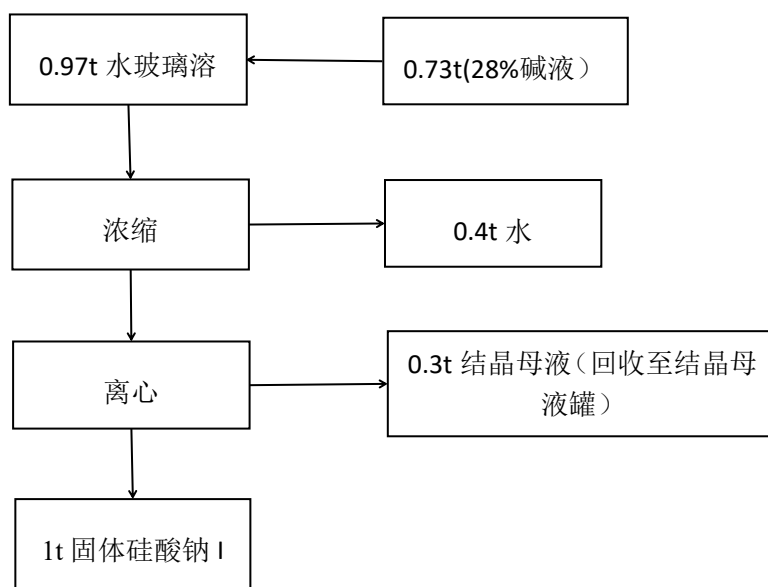 0.97t 水玻璃溶
0.73t(28%碱液）
浓缩
0.4t 水
离心
0.3t 结晶母液（回收至结晶母
液罐）
1t 固体硅酸钠 I